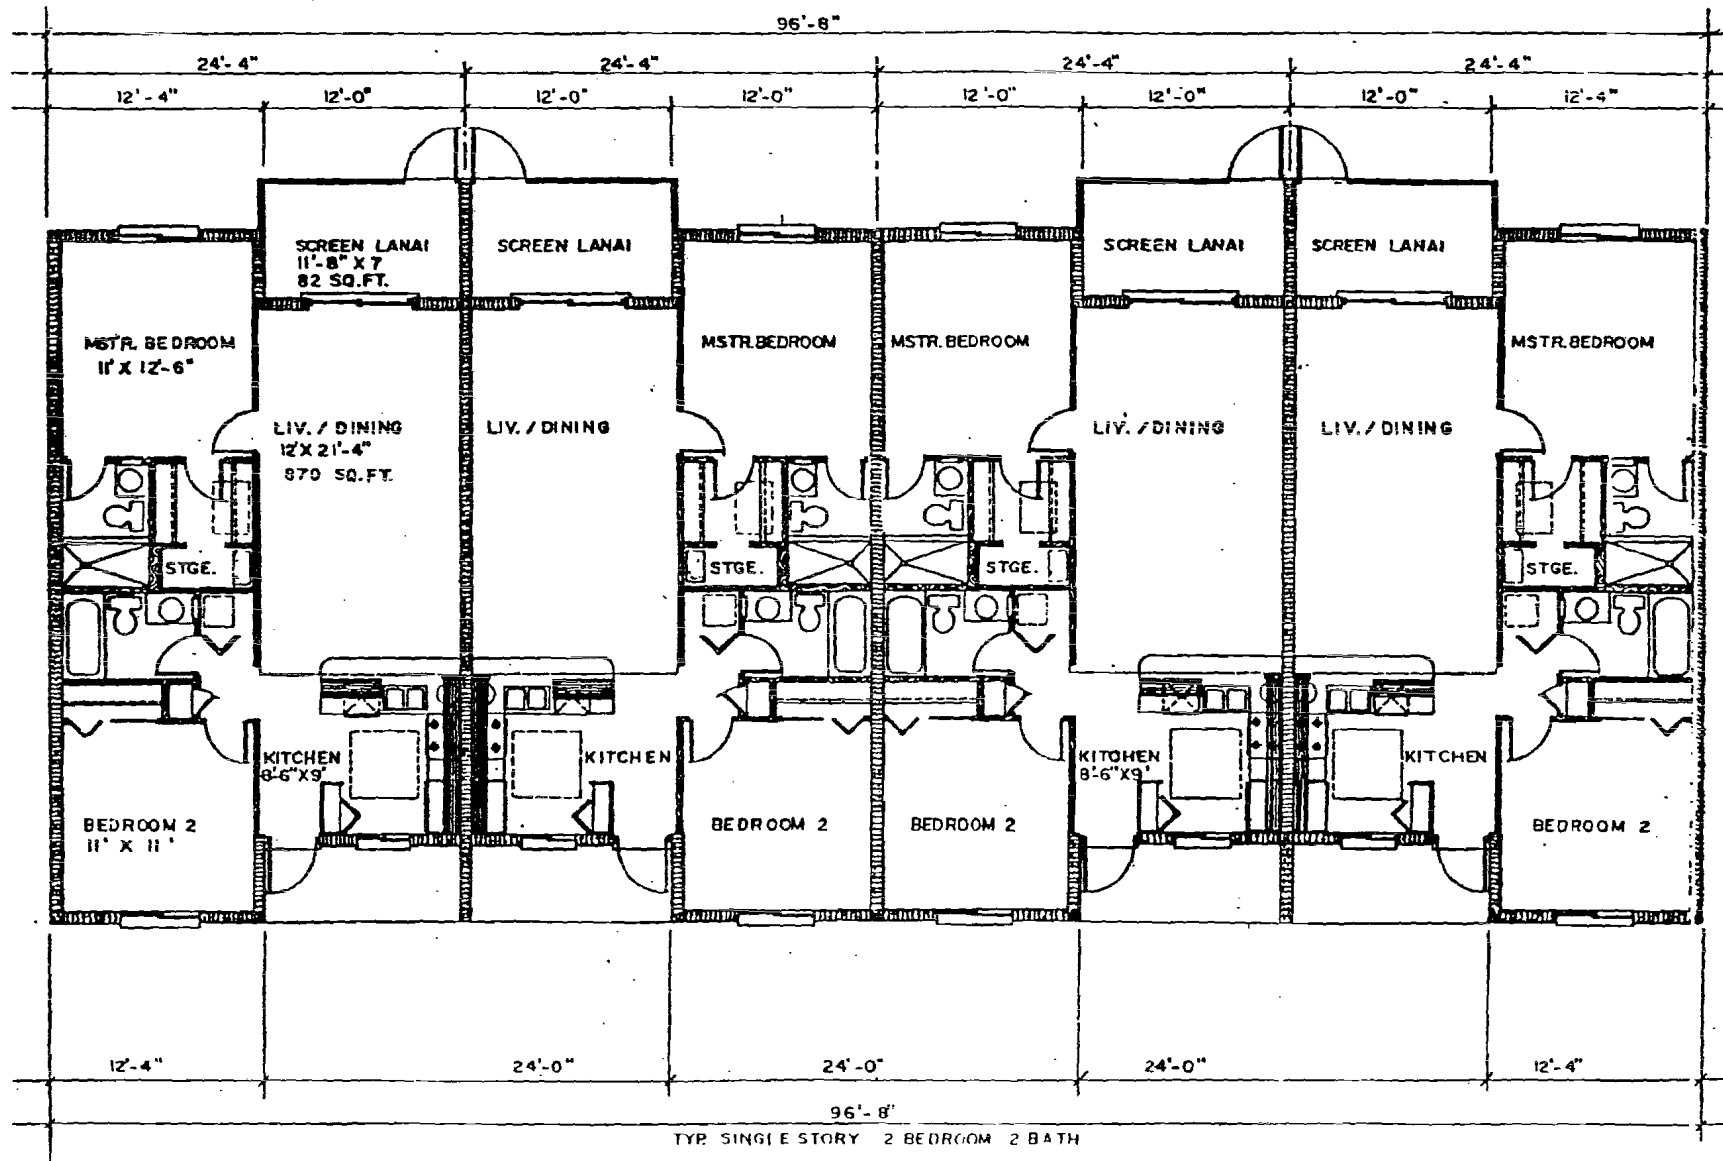 96'-8"
24'-4" 24'-4" 24'-4" 24'-4"
12'-4" 12'-0" 12'-0" 12'-0" 12'-0" 12'-0" 12'-0" 12'-4"
SCREEN LANAI
11'-8" X 7
82 SQ.FT.
SCREEN LANAI
SCREEN LANAI
SCREEN LANAI
MSTR. BEDROOM
11' X 12'-6"
MSTR.BEDROOM
MSTR.BEDROOM
MSTR.BEDROOM
LIV. / DINING
12'X 21'-4"
870 SQ.FT.
LIV. / DINING
LIV. / DINING
LIV. / DINING
STGE.
STGE.
STGE.
STGE.
KITCHEN
8'-6"X9'
KITCHEN
KITCHEN
8'-6"X9'
KITCHEN
BEDROOM 2
11' X 11'
BEDROOM 2
BEDROOM 2
BEDROOM 2
12'-4" 24'-0" 24'-0" 24'-0" 12'-4"
96'-8"
TYP. SINGLE STORY 2 BEDROOM 2 BATH